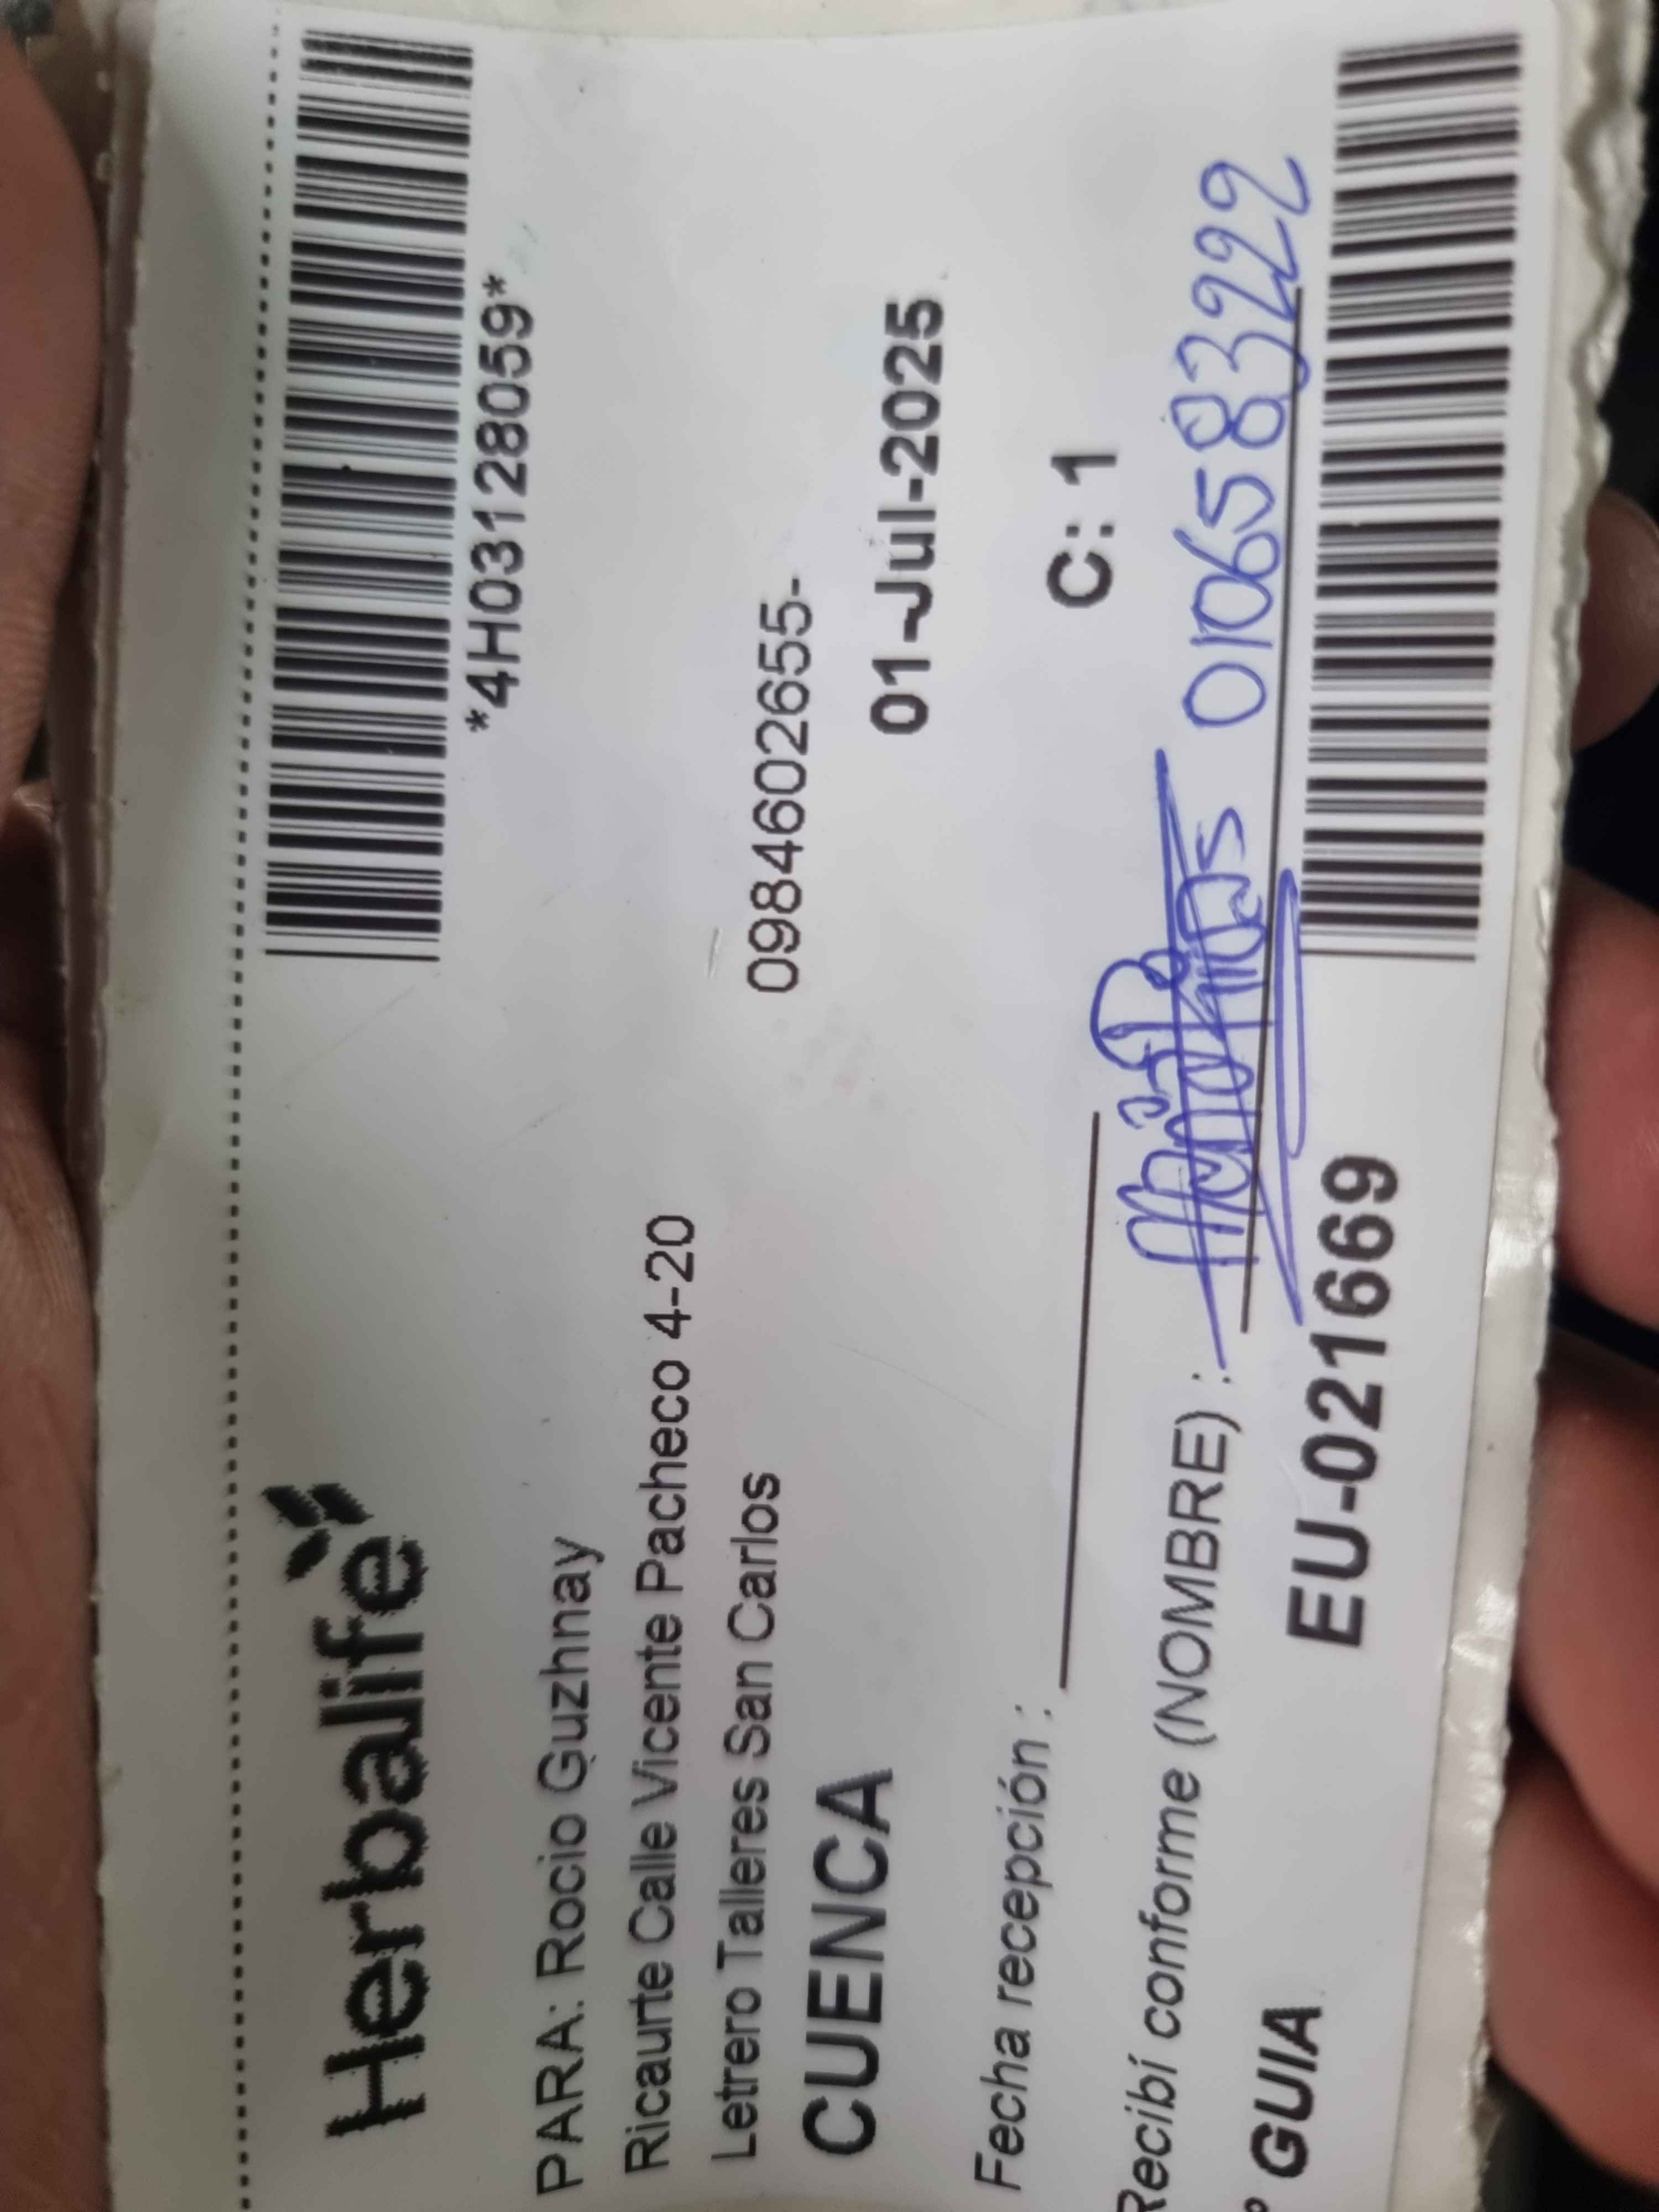 Herbalife
*4H03128059*
PARA: Rocio Guzhnay
Ricaurte Calle Vicente Pacheco 4-20
Letrero Talleres San Carlos
0984602655-
CUENCA
01-Jul-2025
Fecha recepción :
C: 1
Recibí conforme (NOMBRE) : 0106583222
º GUIA EU-021669